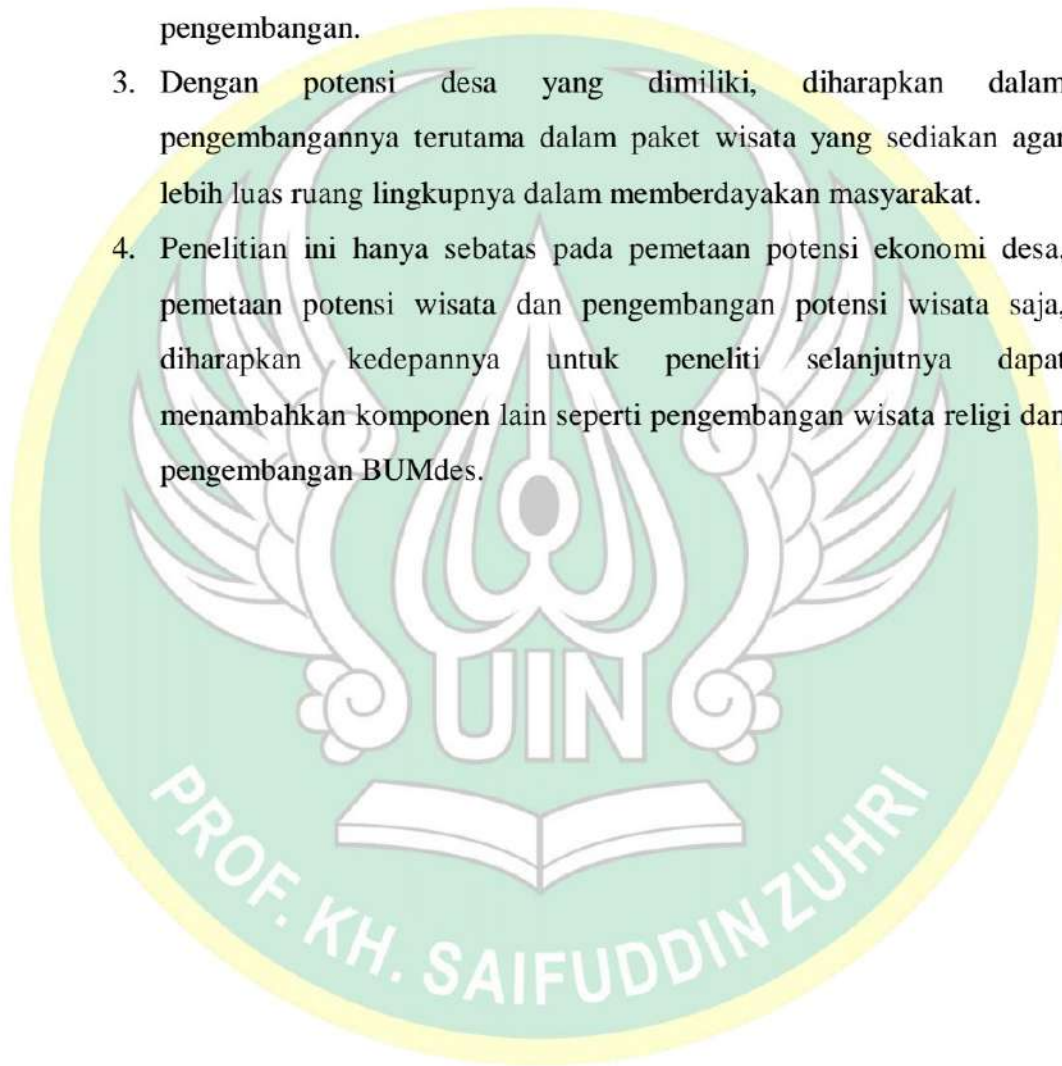 pengembangan.
3. Dengan potensi desa yang dimiliki, diharapkan dalam
pengembangannya terutama dalam paket wisata yang sediakan agar
lebih luas ruang lingkupnya dalam memberdayakan masyarakat.
4. Penelitian ini hanya sebatas pada pemetaan potensi ekonomi desa,
pemetaan potensi wisata dan pengembangan potensi wisata saja,
diharapkan kedepannya untuk peneliti selanjutnya dapat
menambahkan komponen lain seperti pengembangan wisata religi dan
pengembangan BUMdes.
UIN
PROF. KH. SAIFUDDIN ZUHRI